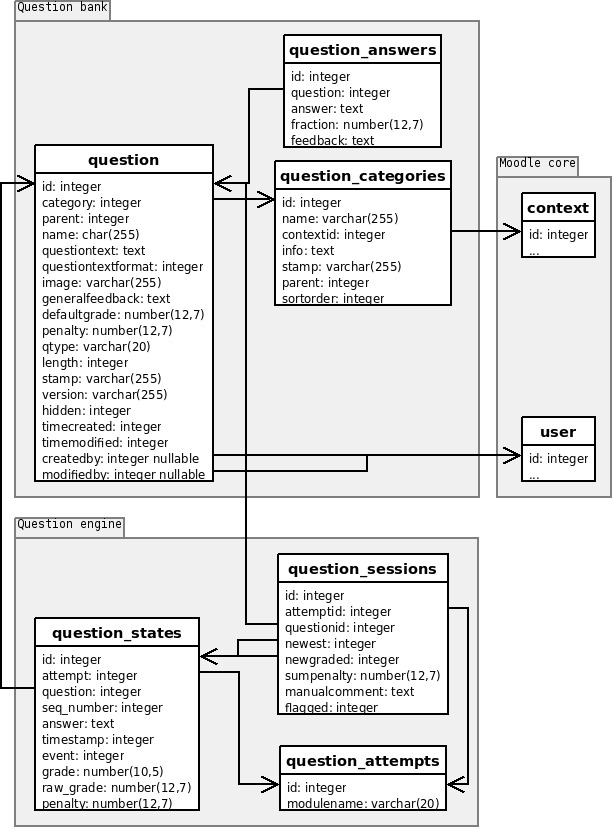 Question bank
question_answers
id: integer
question: integer
answer: text
fraction: number(12,7)
feedback: text
question
id: integer
category: integer
parent: integer
name: char(255)
questiontext: text
questiontextformat: integer
image: varchar(255)
generalfeedback: text
defaultgrade: number(12,7)
penalty: number(12,7)
qtype: varchar(20)
length: integer
stamp: varchar(255)
version: varchar(255)
hidden: integer
timecreated: integer
timemodified: integer
createdby: integer nullable
modifiedby: integer nullable
question_categories
id: integer
name: varchar(255)
contextid: integer
info: text
stamp: varchar(255)
parent: integer
sortorder: integer
Moodle core
context
id: integer
...
user
id: integer
...
Question engine
question_sessions
id: integer
attemptid: integer
questionid: integer
newest: integer
newgraded: integer
sumpenalty: number(12,7)
manualcomment: text
flagged: integer
question_states
id: integer
attempt: integer
question: integer
seq_number: integer
answer: text
timestamp: integer
event: integer
grade: number(10,5)
raw_grade: number(12,7)
penalty: number(12,7)
question_attempts
id: integer
modulename: varchar(20)